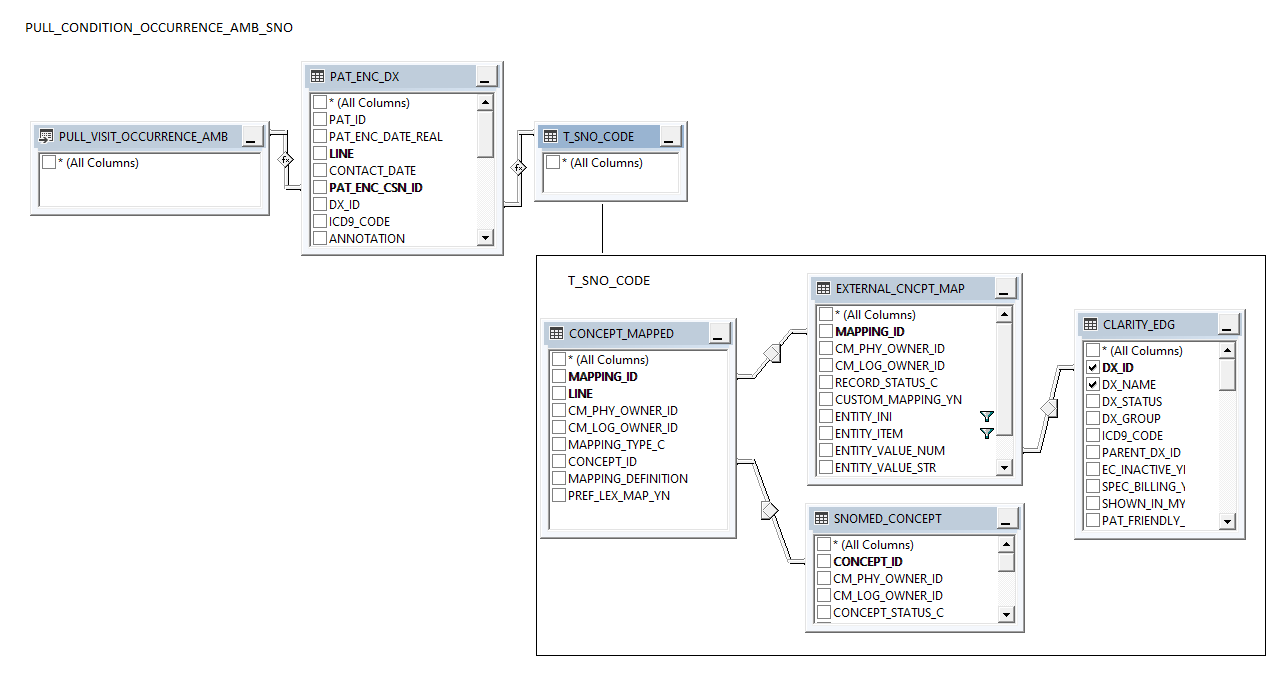 PULL_CONDITION_OCCURRENCE_AMB_SNO
PAT_ENC_DX
* (All Columns)
PAT_ID
PAT_ENC_DATE_REAL
LINE
CONTACT_DATE
PAT_ENC_CSN_ID
DX_ID
ICD9_CODE
ANNOTATION
PULL_VISIT_OCCURRENCE_AMB
* (All Columns)
T_SNO_CODE
* (All Columns)
T_SNO_CODE
CONCEPT_MAPPED
* (All Columns)
MAPPING_ID
LINE
CM_PHY_OWNER_ID
CM_LOG_OWNER_ID
MAPPING_TYPE_C
CONCEPT_ID
MAPPING_DEFINITION
PREF_LEX_MAP_YN
EXTERNAL_CNCPT_MAP
* (All Columns)
MAPPING_ID
CM_PHY_OWNER_ID
CM_LOG_OWNER_ID
RECORD_STATUS_C
CUSTOM_MAPPING_YN
ENTITY_INI
ENTITY_ITEM
ENTITY_VALUE_NUM
ENTITY_VALUE_STR
SNOMED_CONCEPT
* (All Columns)
CONCEPT_ID
CM_PHY_OWNER_ID
CM_LOG_OWNER_ID
CONCEPT_STATUS_C
CLARITY_EDG
* (All Columns)
DX_ID
DX_NAME
DX_STATUS
DX_GROUP
ICD9_CODE
PARENT_DX_ID
EC_INACTIVE_YI
SPEC_BILLING_Y
SHOWN_IN_MY
PAT_FRIENDLY_